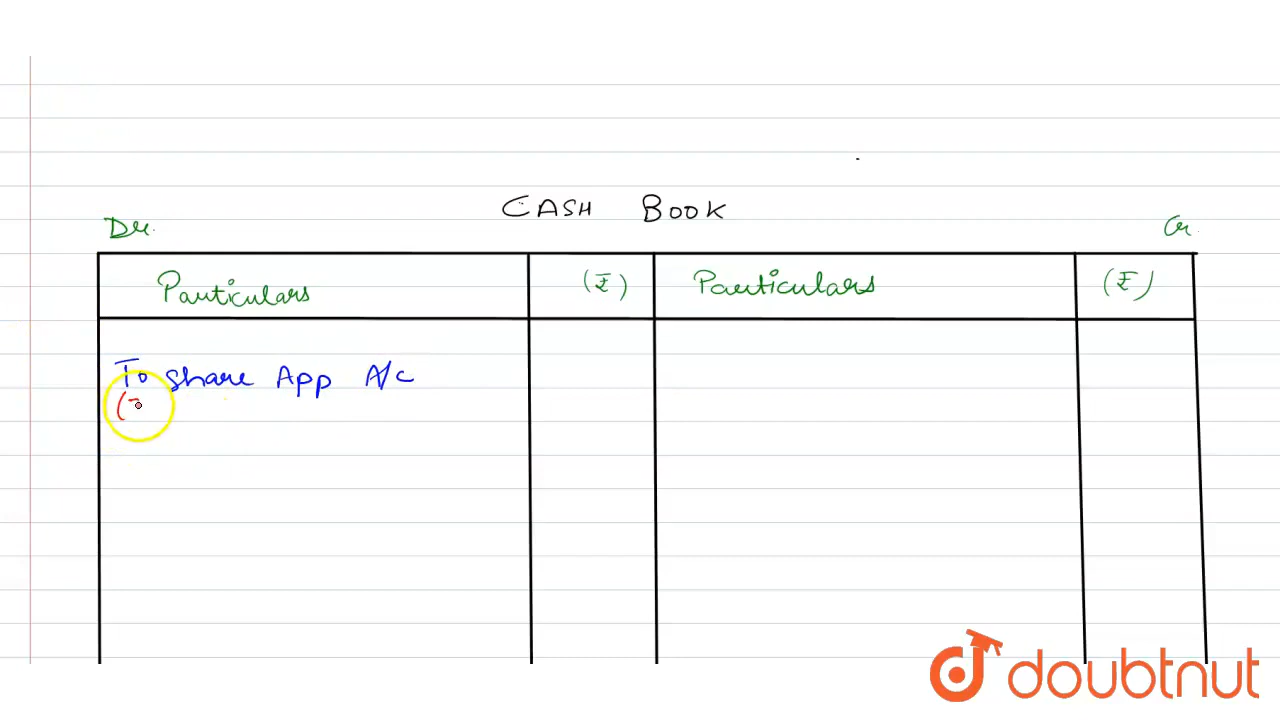 CASH BOOK
Dr. Cr.
Particulars (₹) Particulars (₹)
To share App A/c
(
doubtnut